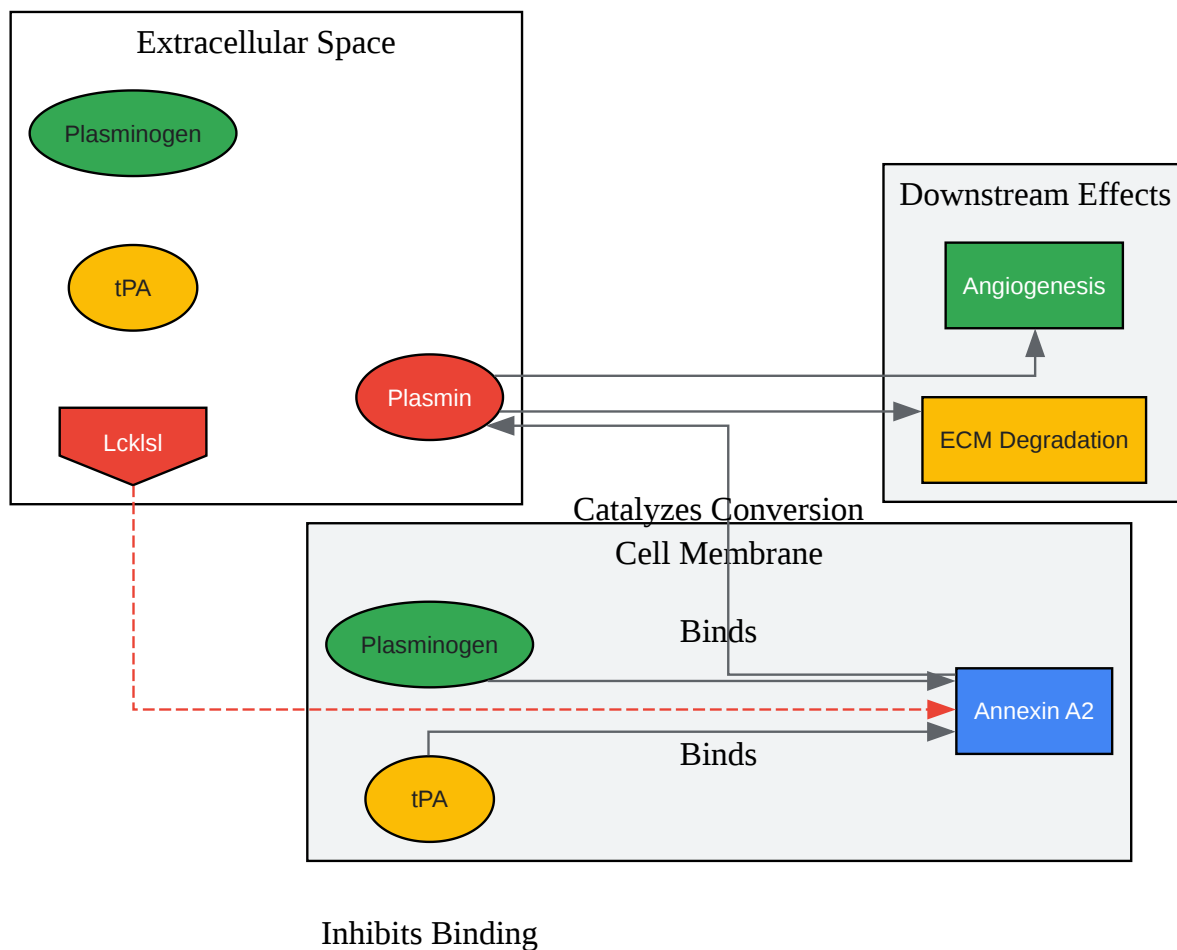 Extracellular Space
Plasminogen
tPA
Lcklsl
Plasmin
Downstream Effects
Angiogenesis
ECM Degradation
Catalyzes Conversion
Cell Membrane
Plasminogen
Binds
Annexin A2
Binds
tPA
Inhibits Binding